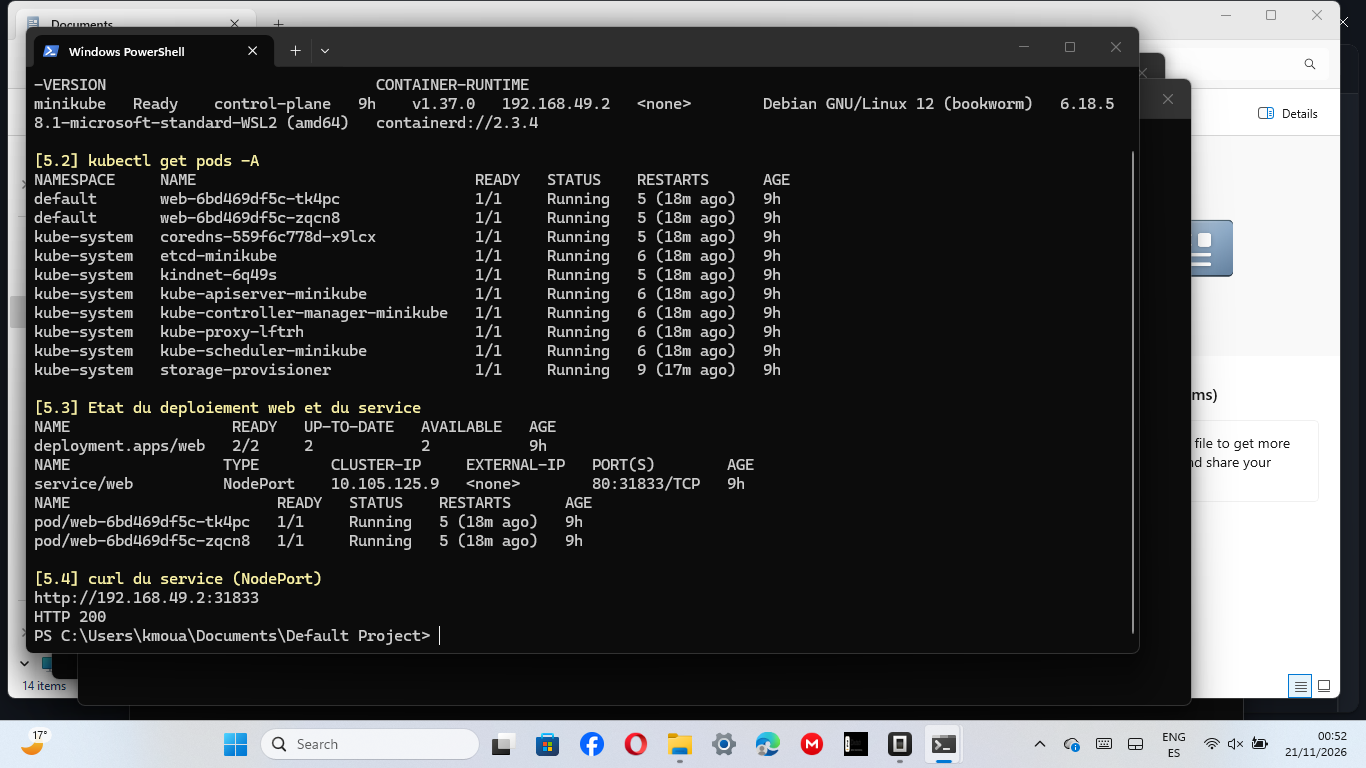 Documents
Windows PowerShell
Details
-VERSION                              CONTAINER-RUNTIME
minikube   Ready    control-plane   9h    v1.37.0   192.168.49.2   <none>        Debian GNU/Linux 12 (bookworm)   6.18.5
8.1-microsoft-standard-WSL2 (amd64)   containerd://2.3.4
[5.2] kubectl get pods -A
NAMESPACE     NAME                               READY   STATUS    RESTARTS      AGE
default       web-6bd469df5c-tk4pc               1/1     Running   5 (18m ago)   9h
default       web-6bd469df5c-zqcn8               1/1     Running   5 (18m ago)   9h
kube-system   coredns-559f6c778d-x9lcx           1/1     Running   5 (18m ago)   9h
kube-system   etcd-minikube                      1/1     Running   6 (18m ago)   9h
kube-system   kindnet-6q49s                      1/1     Running   5 (18m ago)   9h
kube-system   kube-apiserver-minikube            1/1     Running   6 (18m ago)   9h
kube-system   kube-controller-manager-minikube   1/1     Running   6 (18m ago)   9h
kube-system   kube-proxy-lftrh                   1/1     Running   6 (18m ago)   9h
kube-system   kube-scheduler-minikube            1/1     Running   6 (18m ago)   9h
kube-system   storage-provisioner                1/1     Running   9 (17m ago)   9h
[5.3] Etat du deploiement web et du service
NAME                  READY   UP-TO-DATE   AVAILABLE   AGE
deployment.apps/web   2/2     2            2           9h
NAME                 TYPE        CLUSTER-IP     EXTERNAL-IP   PORT(S)        AGE
service/web          NodePort    10.105.125.9   <none>        80:31833/TCP   9h
NAME                       READY   STATUS    RESTARTS      AGE
pod/web-6bd469df5c-tk4pc   1/1     Running   5 (18m ago)   9h
pod/web-6bd469df5c-zqcn8   1/1     Running   5 (18m ago)   9h
[5.4] curl du service (NodePort)
http://192.168.49.2:31833
HTTP 200
PS C:\Users\kmoua\Documents\Default Project>
ms)
file to get more
nd share your
14 items
17°
Search
ENG
ES
00:52
21/11/2026